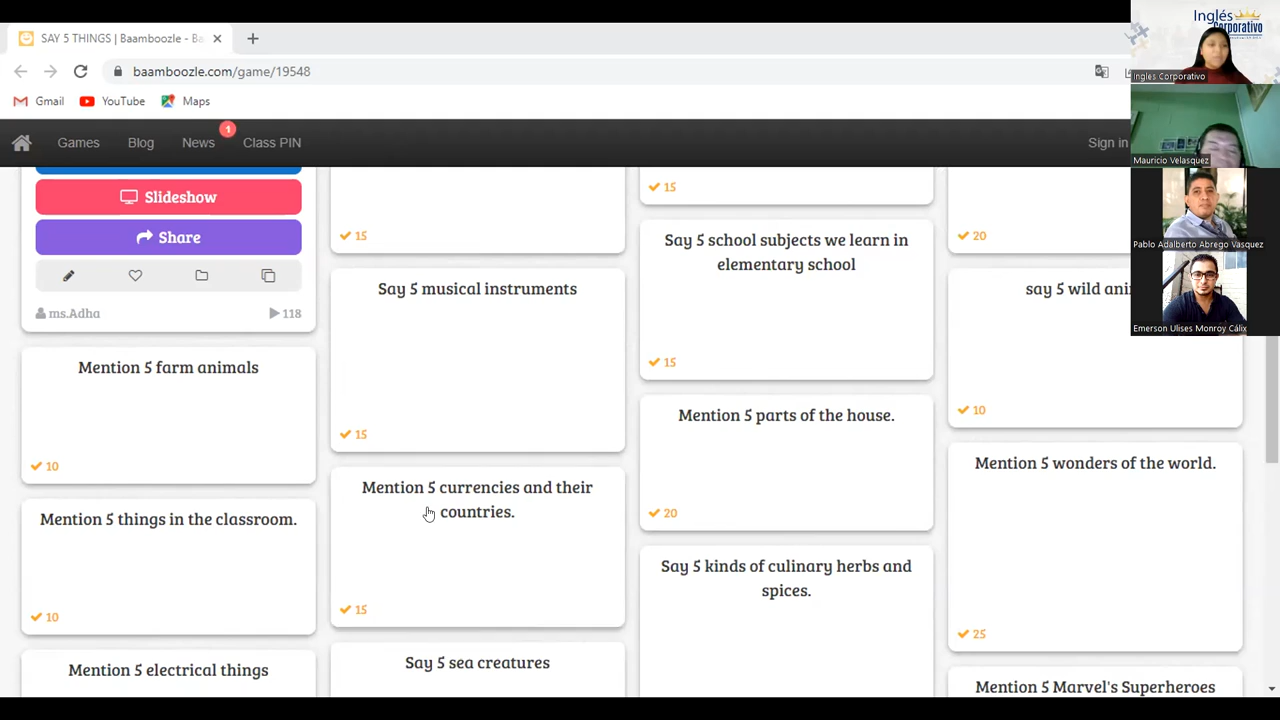 SAY 5 THINGS | Baamboozle - Ba
baamboozle.com/game/19548
Gmail
YouTube
Maps
Games
Blog
News
1
Class PIN
Sign in
Slideshow
Share
ms.Adha
118
Mention 5 farm animals
10
Mention 5 things in the classroom.
10
Mention 5 electrical things
15
Say 5 musical instruments
15
Mention 5 currencies and their
countries.
15
Say 5 sea creatures
15
Say 5 school subjects we learn in
elementary school
15
Mention 5 parts of the house.
20
Say 5 kinds of culinary herbs and
spices.
20
say 5 wild ani
10
Mention 5 wonders of the world.
25
Mention 5 Marvel's Superheroes
Inglés
Corporativo
Ingles Corporativo
Mauricio Velasquez
Pablo Adalberto Abrego Vasquez
Emerson Ulises Monroy Cálix